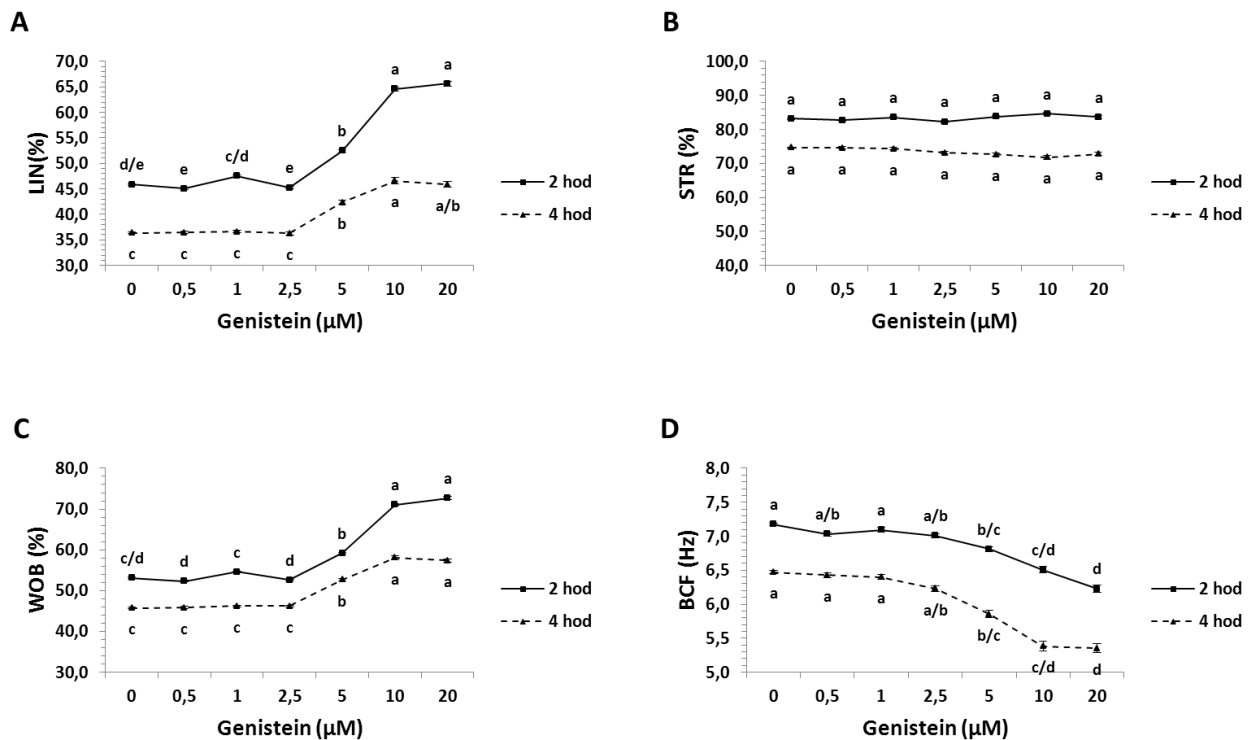 A
70,0
65,0
60,0
55,0
50,0
45,0
40,0
35,0
30,0
LIN(%)
d/e e c/d e b a a
c c c c b a a/b
0 0,5 1 2,5 5 10 20
Genistein (µM)
2 hod
4 hod
B
100,0
90,0
80,0
70,0
60,0
50,0
40,0
STR (%)
a a a a a a a
a a a a a a a
0 0,5 1 2,5 5 10 20
Genistein (µM)
2 hod
4 hod
C
80,0
70,0
60,0
50,0
40,0
30,0
WOB (%)
c/d d c d b a a
c c c c b a a
0 0,5 1 2,5 5 10 20
Genistein (µM)
2 hod
4 hod
D
8,0
7,5
7,0
6,5
6,0
5,5
5,0
BCF (Hz)
a a/b a a/b b/c c/d d
a a a a/b b/c c/d d
0 0,5 1 2,5 5 10 20
Genistein (µM)
2 hod
4 hod